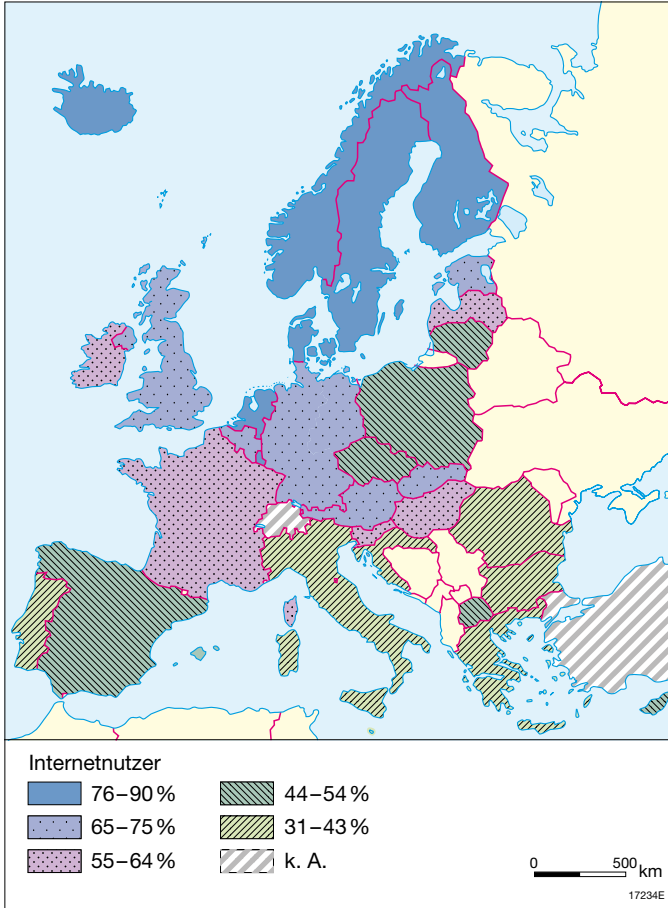 Internetnutzer
76–90 %
65–75 %
55–64 %
44–54 %
31–43 %
k. A.
0 500 km
17234E